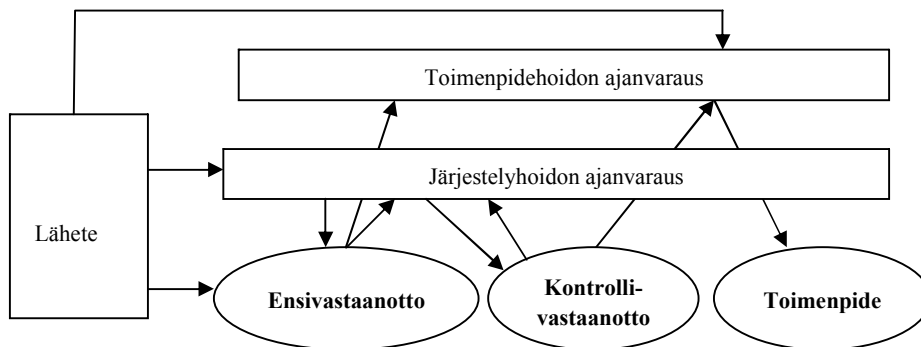 Toimenpidehoidon ajanvaraus
Järjestelyhoidon ajanvaraus
Lähete
Ensivastaanotto
Kontrolli-
vastaanotto
Toimenpide